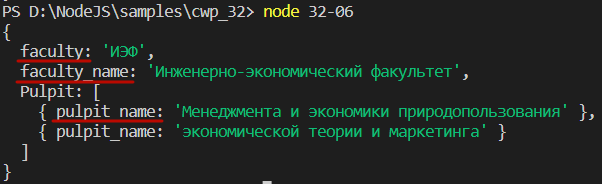 PS D:\NodeJS\samples\cwp_32> node 32-06
{
  faculty: 'ИЭФ',
  faculty_name: 'Инженерно-экономический факультет',
  Pulpit: [
    { pulpit_name: 'Менеджмента и экономики природопользования' },
    { pulpit_name: 'экономической теории и маркетинга' }
  ]
}